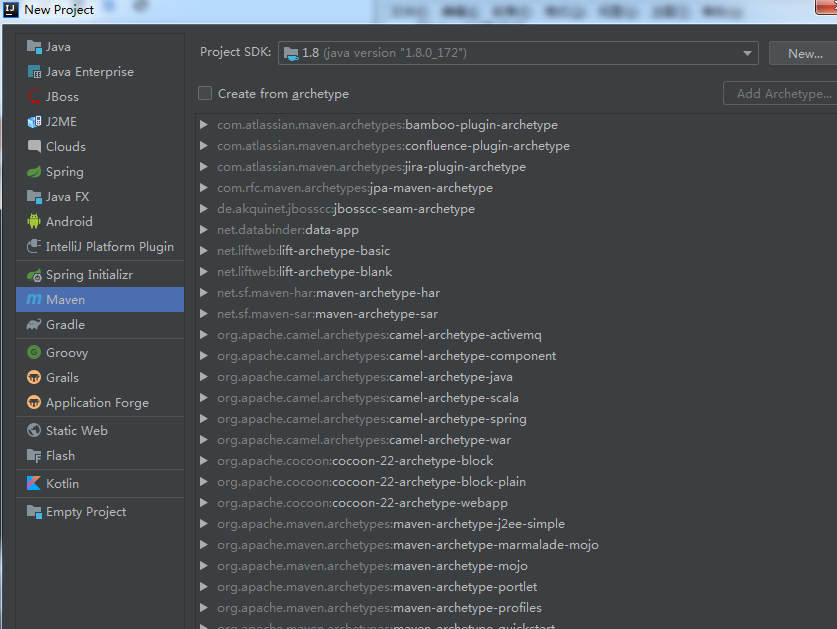 New Project
Java
Java Enterprise
JBoss
J2ME
Clouds
Spring
Java FX
Android
IntelliJ Platform Plugin
Spring Initializr
Maven
Gradle
Groovy
Grails
Application Forge
Static Web
Flash
Kotlin
Empty Project
Project SDK: 1.8 (java version "1.8.0_172") New...
Create from archetype Add Archetype...
com.atlassian.maven.archetypes:bamboo-plugin-archetype
com.atlassian.maven.archetypes:confluence-plugin-archetype
com.atlassian.maven.archetypes:jira-plugin-archetype
com.rfc.maven.archetypes:jpa-maven-archetype
de.akquinet.jbosscc:jbosscc-seam-archetype
net.databinder:data-app
net.liftweb:lift-archetype-basic
net.liftweb:lift-archetype-blank
net.sf.maven-har:maven-archetype-har
net.sf.maven-sar:maven-archetype-sar
org.apache.camel.archetypes:camel-archetype-activemq
org.apache.camel.archetypes:camel-archetype-component
org.apache.camel.archetypes:camel-archetype-java
org.apache.camel.archetypes:camel-archetype-scala
org.apache.camel.archetypes:camel-archetype-spring
org.apache.camel.archetypes:camel-archetype-war
org.apache.cocoon:cocoon-22-archetype-block
org.apache.cocoon:cocoon-22-archetype-block-plain
org.apache.cocoon:cocoon-22-archetype-webapp
org.apache.maven.archetypes:maven-archetype-j2ee-simple
org.apache.maven.archetypes:maven-archetype-marmalade-mojo
org.apache.maven.archetypes:maven-archetype-mojo
org.apache.maven.archetypes:maven-archetype-portlet
org.apache.maven.archetypes:maven-archetype-profiles
org.apache.maven.archetypes:maven-archetype-quickstart